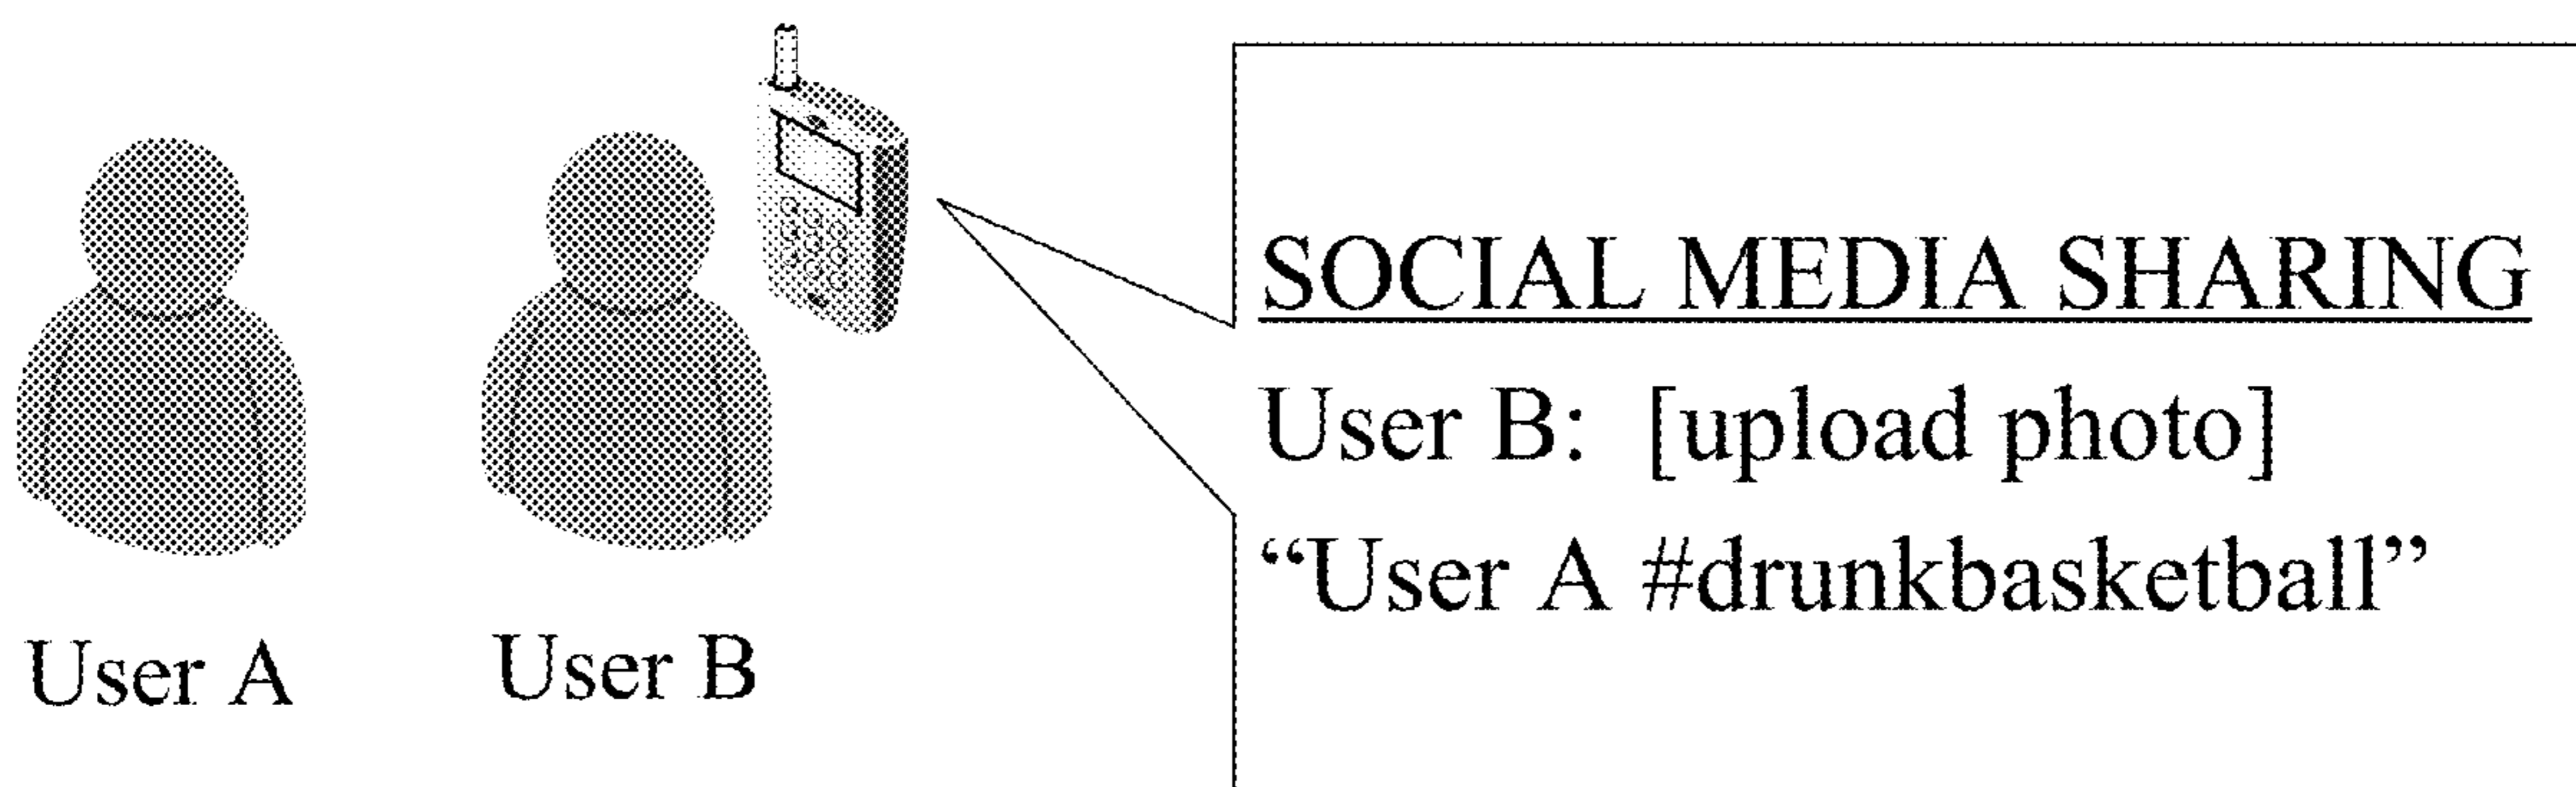 SOCIAL MEDIA SHARING
User B: [upload photo]
“User A #drunkbasketball”
User A
User B